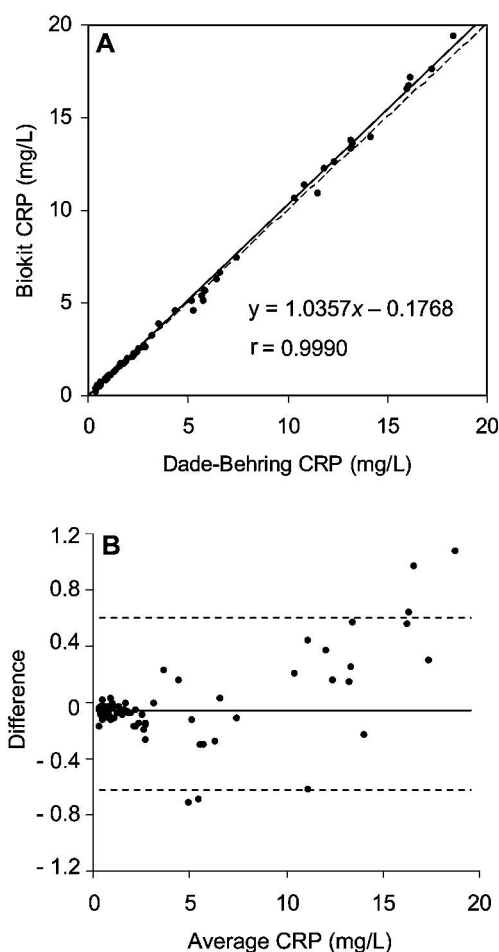 A
20
15
10
5
0
Biokit CRP (mg/L)
y = 1.0357x – 0.1768
r = 0.9990
0 5 10 15 20
Dade-Behring CRP (mg/L)
B
1.2
0.8
0.4
0
- 0.4
- 0.8
- 1.2
Difference
0 5 10 15 20
Average CRP (mg/L)